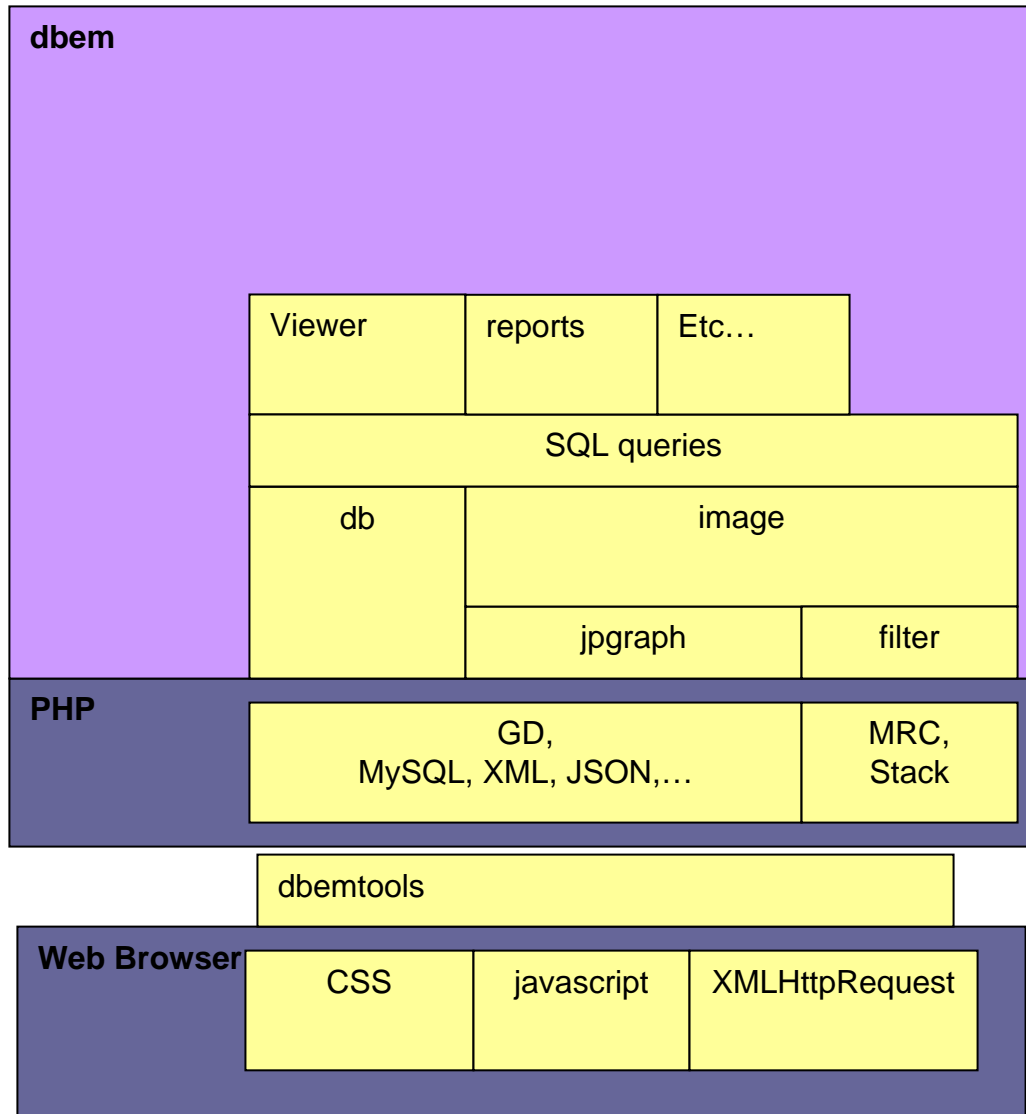 dbem
Viewer
reports
Etc…
SQL queries
db
image
jpgraph
filter
PHP
GD,
MySQL, XML, JSON,…
MRC,
Stack
dbemtools
Web Browser
CSS
javascript
XMLHttpRequest